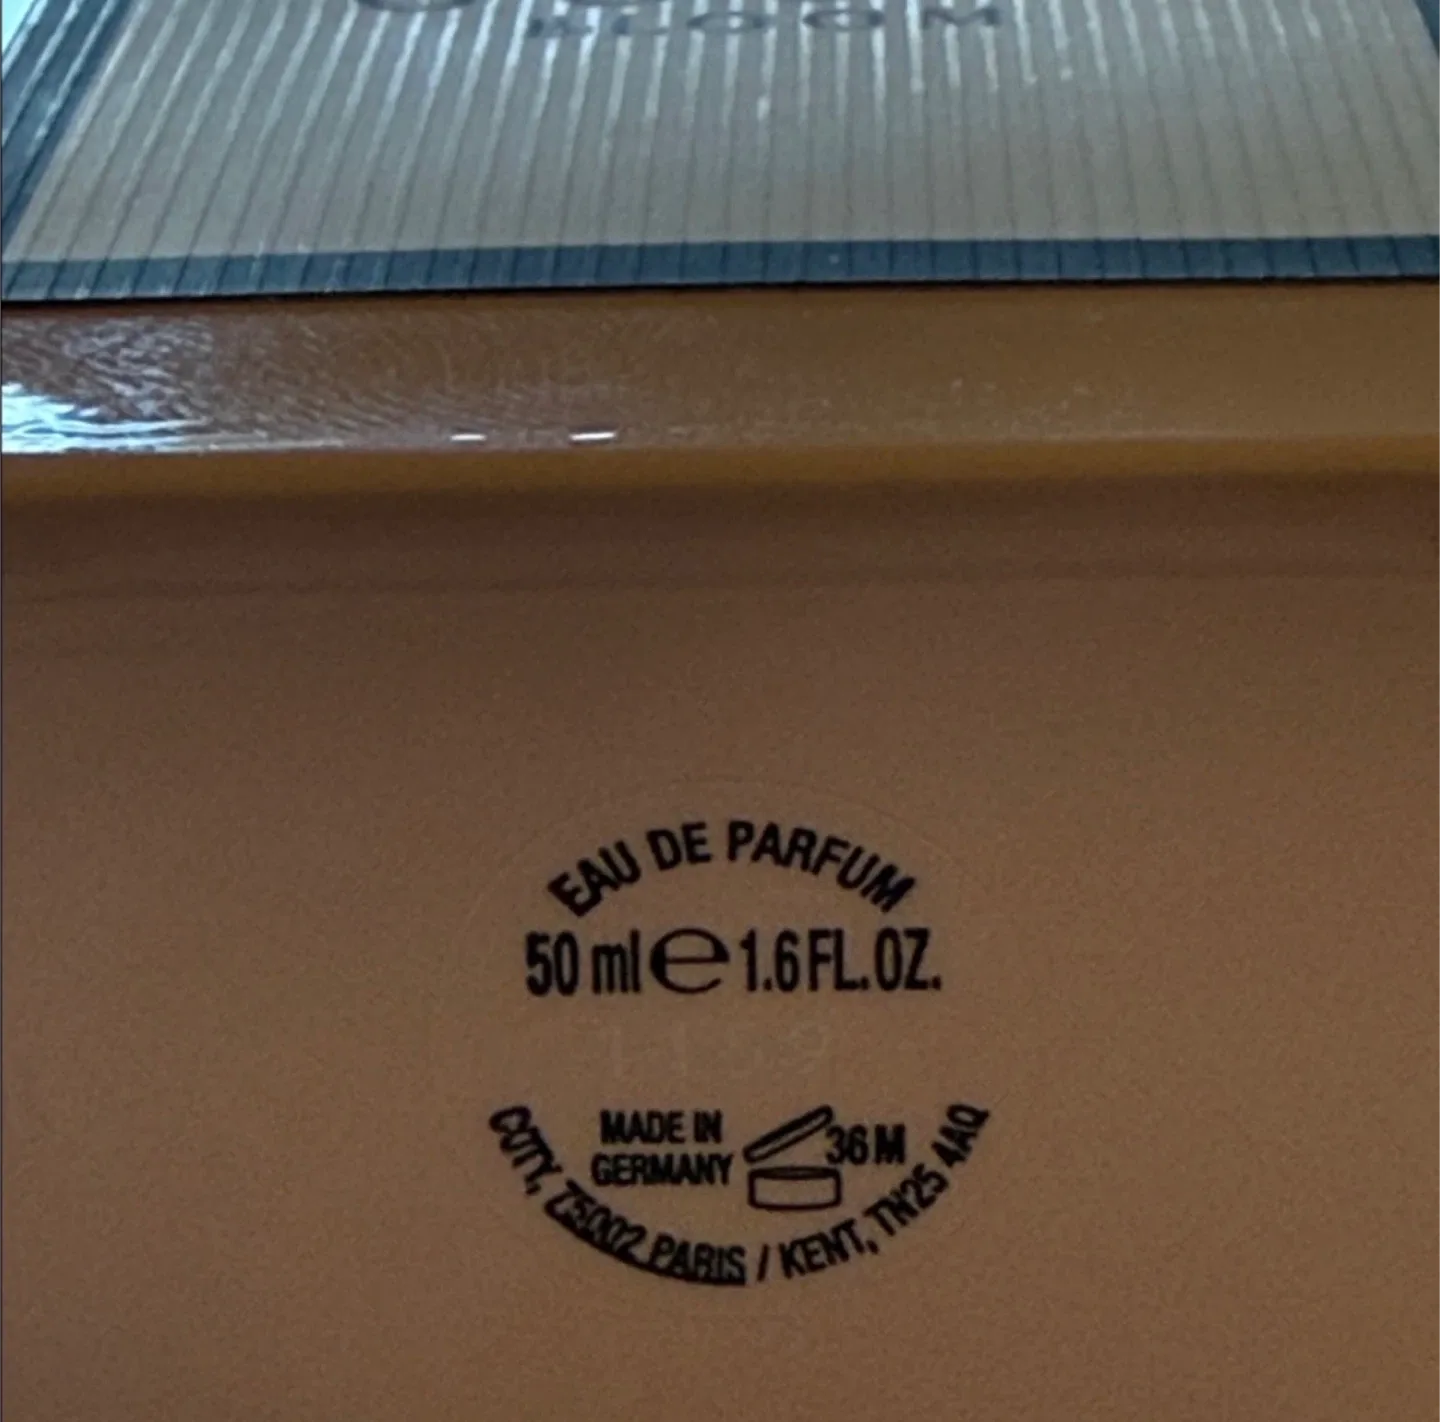 BLOOM
EAU DE PARFUM
50 ml e 1.6 FL.OZ.
MADE IN
GERMANY
36 M
COTY, 75002 PARIS / KENT, TN25 4AQ